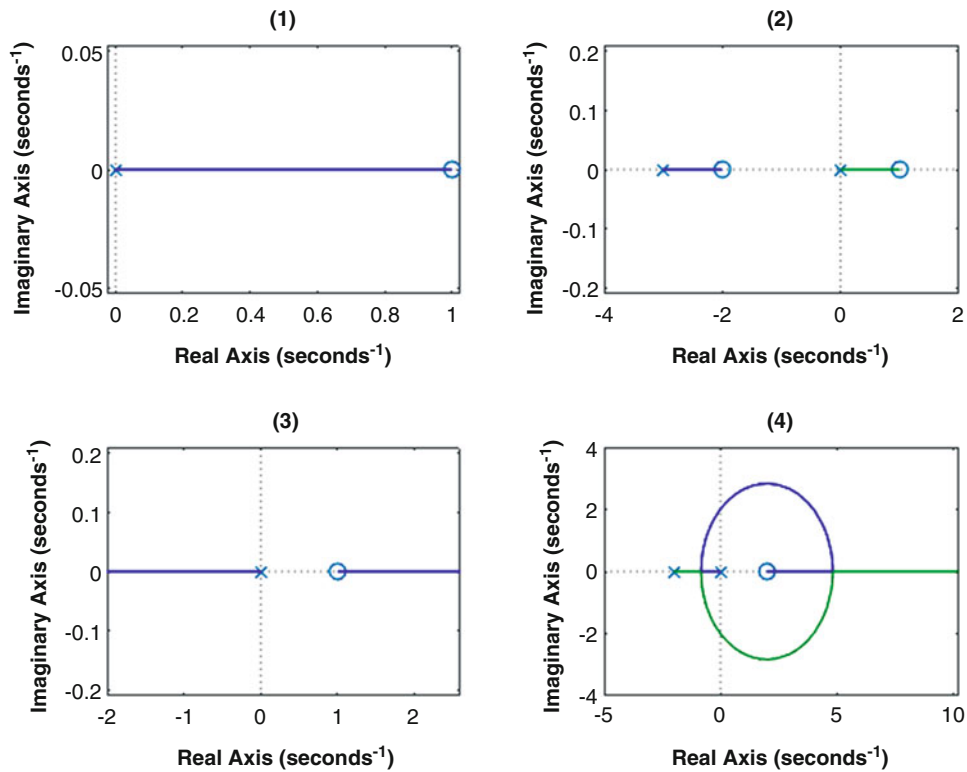 (1)
Imaginary Axis (seconds⁻¹)
0.05
0
-0.05
0 0.2 0.4 0.6 0.8 1
Real Axis (seconds⁻¹)
(2)
Imaginary Axis (seconds⁻¹)
0.2
0.1
0
-0.1
-0.2
-4 -2 0 2
Real Axis (seconds⁻¹)
(3)
Imaginary Axis (seconds⁻¹)
0.2
0.1
0
-0.1
-0.2
-2 -1 0 1 2
Real Axis (seconds⁻¹)
(4)
Imaginary Axis (seconds⁻¹)
4
2
0
-2
-4
-5 0 5 10
Real Axis (seconds⁻¹)